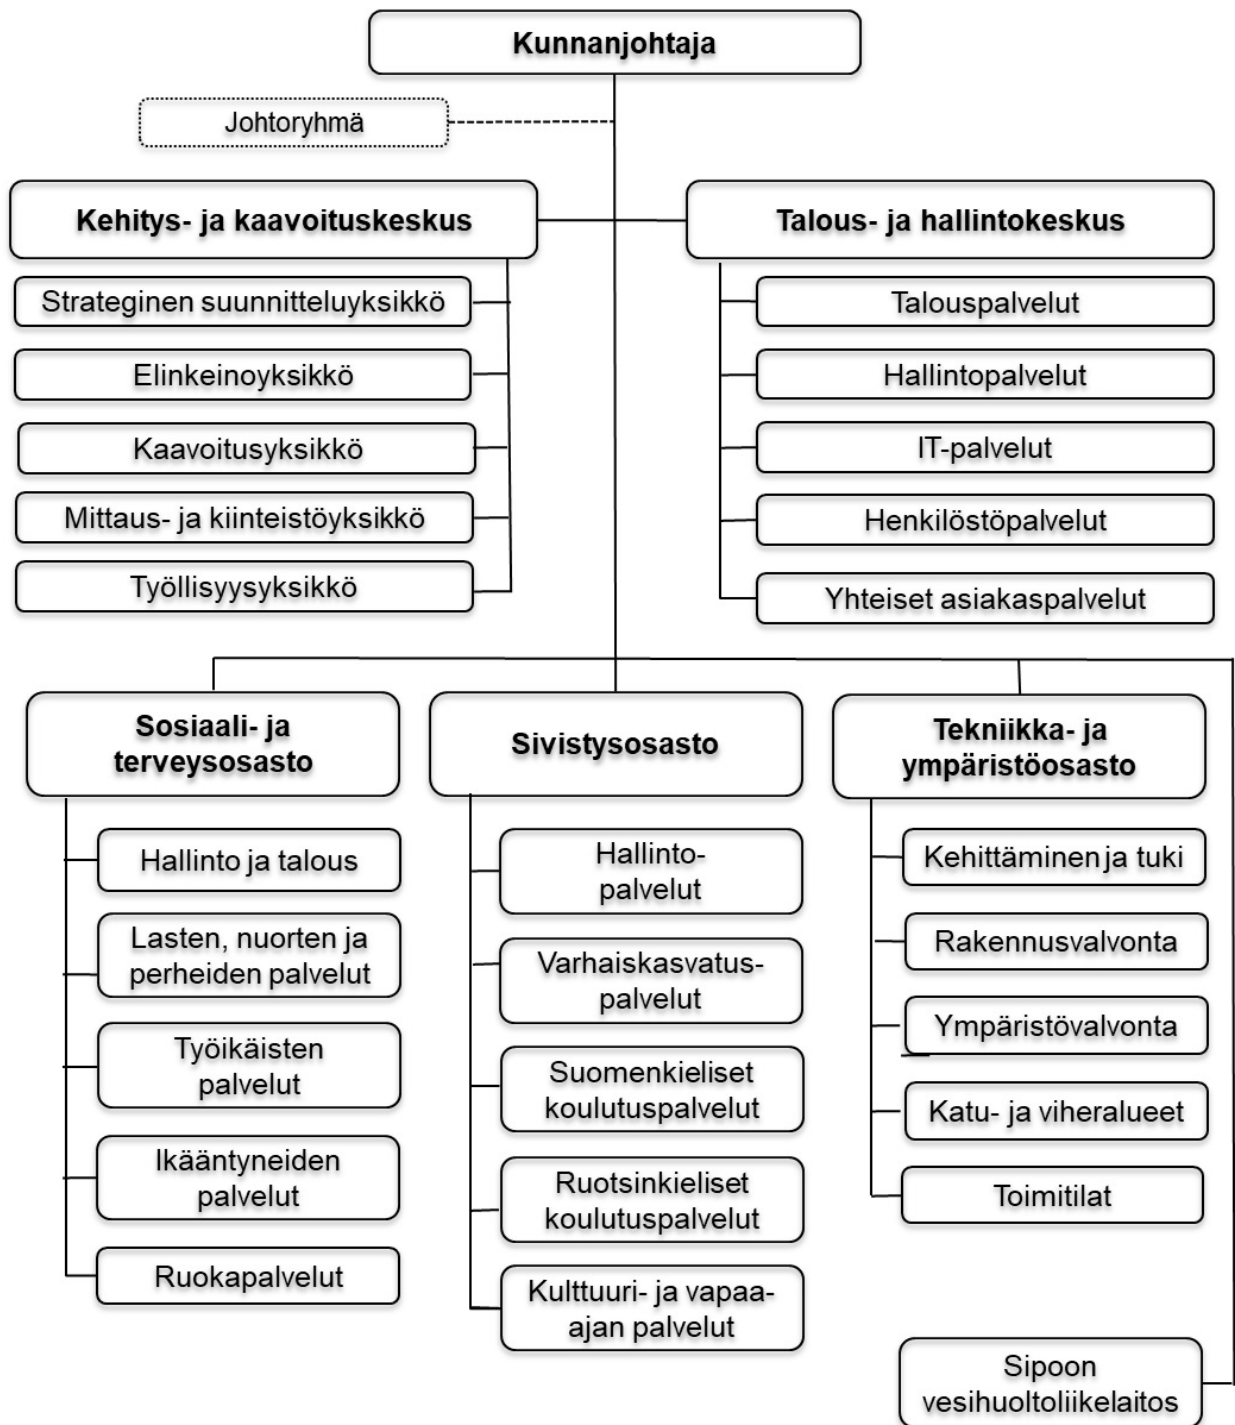 Kunnanjohtaja
Johtoryhmä
Kehitys- ja kaavoituskeskus
Strateginen suunnitteluyksikkö
Elinkeinoyksikkö
Kaavoitusyksikkö
Mittaus- ja kiinteistöyksikkö
Työllisyysyksikkö
Talous- ja hallintokeskus
Talouspalvelut
Hallintopalvelut
IT-palvelut
Henkilöstöpalvelut
Yhteiset asiakaspalvelut
Sosiaali- ja
terveysosasto
Hallinto ja talous
Lasten, nuorten ja
perheiden palvelut
Työikäisten
palvelut
Ikääntyneiden
palvelut
Ruokapalvelut
Sivistysosasto
Hallinto-
palvelut
Varhaiskasvatus-
palvelut
Suomenkieliset
koulutuspalvelut
Ruotsinkieliset
koulutuspalvelut
Kulttuuri- ja vapaa-
ajan palvelut
Tekniikka- ja
ympäristöosasto
Kehittäminen ja tuki
Rakennusvalvonta
Ympäristövalvonta
Katu- ja viheralueet
Toimitilat
Sipoon
vesihuoltoliikelaitos